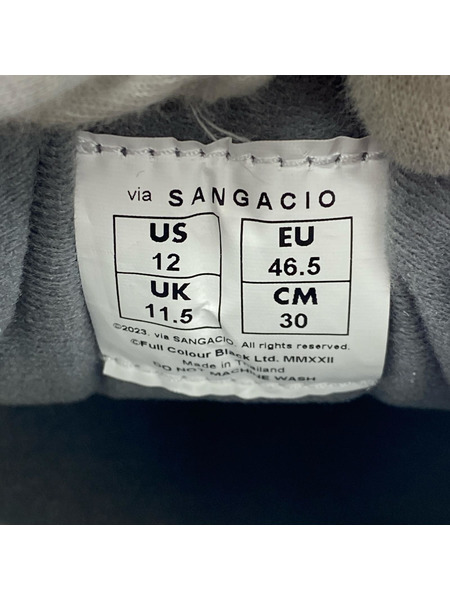 via SANGACIO
US EU
12 46.5
UK CM
11.5 30
©2023, via SANGACIO. All rights reserved.
©Full Colour Black Ltd. MMXXII
Made in Thailand
DO NOT MACHINE WASH